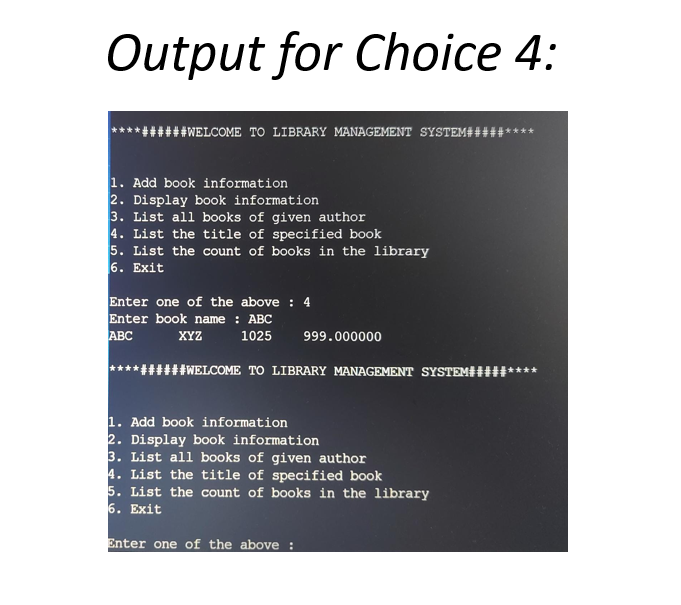 Output for Choice 4:
****######WELCOME TO LIBRARY MANAGEMENT SYSTEM#####****
1. Add book information
2. Display book information
3. List all books of given author
4. List the title of specified book
5. List the count of books in the library
6. Exit
Enter one of the above : 4
Enter book name : ABC
ABC XYZ 1025 999.000000
****######WELCOME TO LIBRARY MANAGEMENT SYSTEM#####****
1. Add book information
2. Display book information
3. List all books of given author
4. List the title of specified book
5. List the count of books in the library
6. Exit
Enter one of the above :